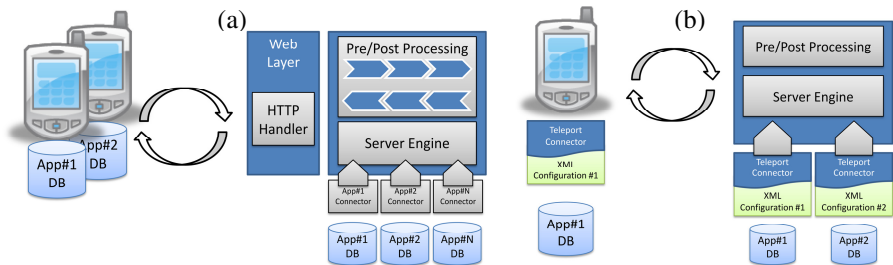 (a)
Web
Layer
HTTP
Handler
Pre/Post Processing
Server Engine
App#1
Connector
App#2
Connector
App#N
Connector
App#1
DB
App#2
DB
App#1
DB
App#2
DB
App#N
DB
(b)
Teleport
Connector
XMI
Configuration #1
App#1
DB
Pre/Post Processing
Server Engine
Teleport
Connector
XML
Configuration #1
Teleport
Connector
XML
Configuration #2
App#1
DB
App#2
DB